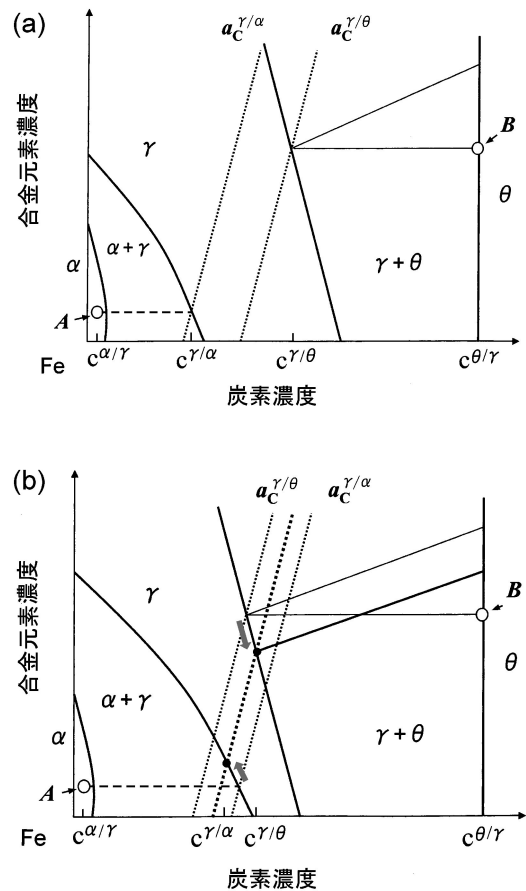 (a)
a_C^γ/α
a_C^γ/θ
合金元素濃度
γ
B
θ
α+γ
γ+θ
α
A
Fe
c^α/γ
c^γ/α
c^γ/θ
c^θ/γ
炭素濃度
(b)
a_C^γ/θ
a_C^γ/α
合金元素濃度
γ
B
θ
α+γ
γ+θ
α
A
Fe
c^α/γ
c^γ/α
c^γ/θ
c^θ/γ
炭素濃度